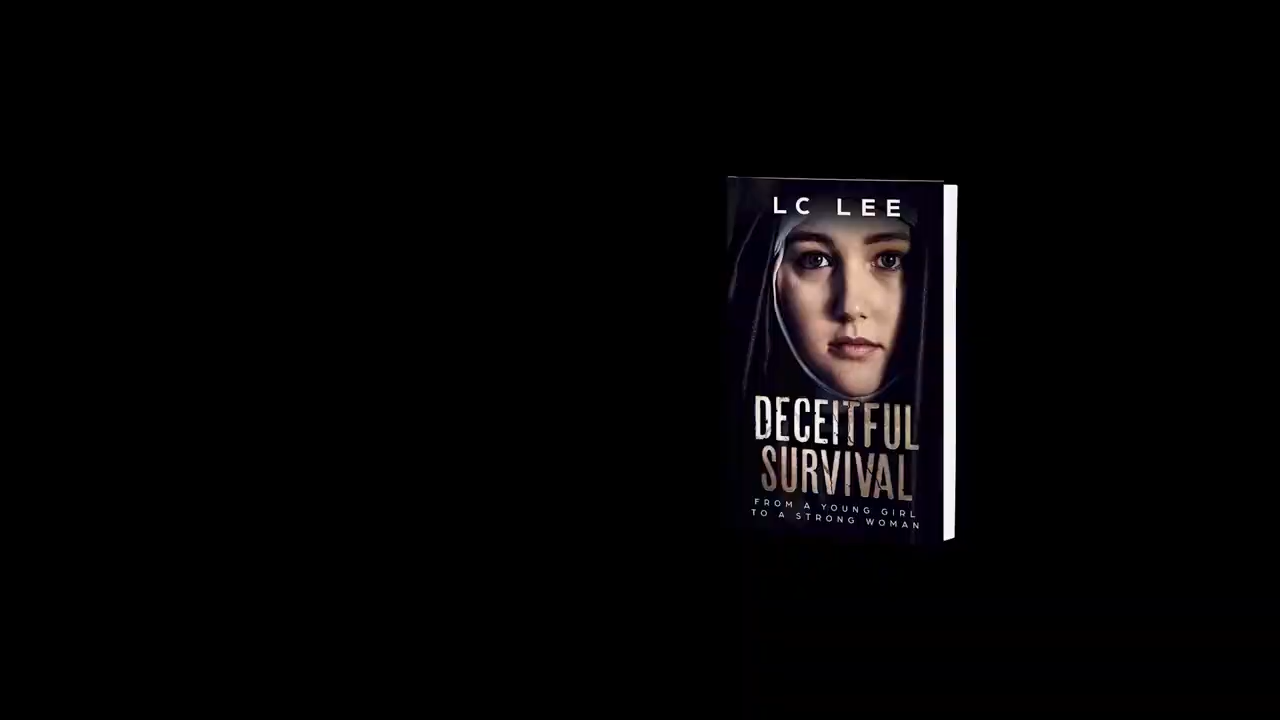 LC LEE
DECEITFUL
SURVIVAL
FROM A YOUNG GIRL
TO A STRONG WOMAN